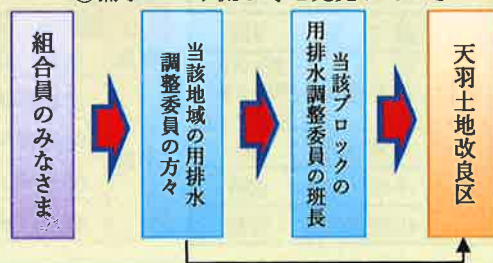 組合員のみなさま
当該地域の用排水
調整委員の方々
当該ブロックの
用排水調整委員の班長
天羽土地改良区